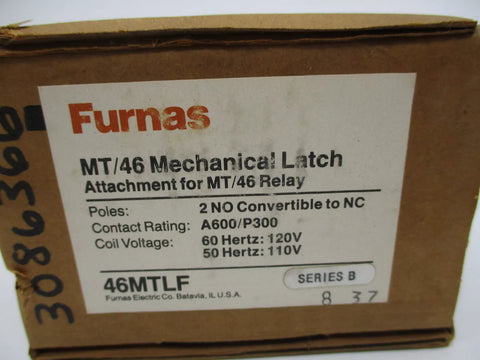 Furnas
MT/46 Mechanical Latch
Attachment for MT/46 Relay
Poles: 2 NO Convertible to NC
Contact Rating: A600/P300
Coil Voltage: 60 Hertz: 120V
50 Hertz: 110V
46MTLF
SERIES B
Furnas Electric Co. Batavia, IL U.S.A.
8 37
3086366